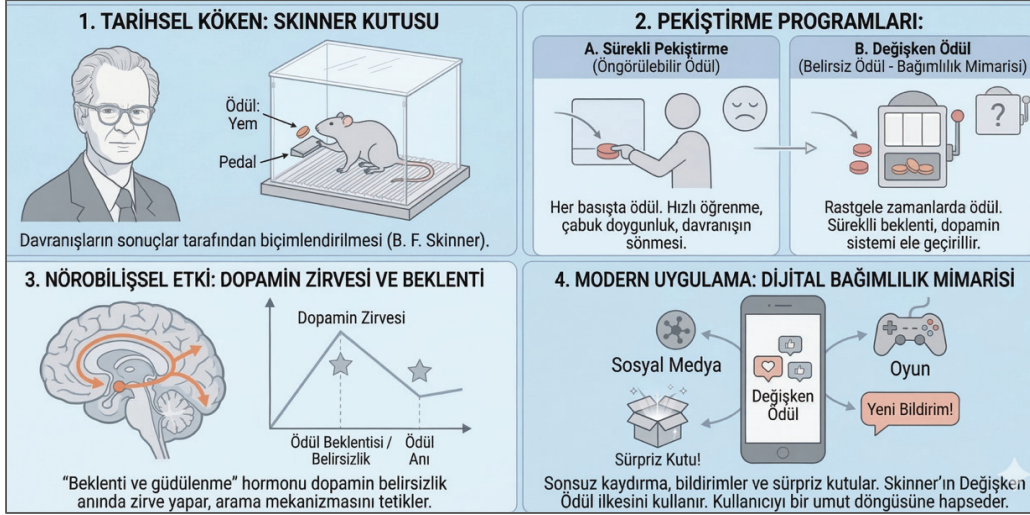 1. TARİHSEL KÖKEN: SKINNER KUTUSU
Ödül:
Yem
Pedal
Davranışların sonuçlar tarafından biçimlendirilmesi (B. F. Skinner).
2. PEKİŞTİRME PROGRAMLARI:
A. Sürekli Pekiştirme
(Öngörülebilir Ödül)
Her basışta ödül. Hızlı öğrenme,
çabuk doygunluk, davranışın
sönmesi.
B. Değişken Ödül
(Belirsiz Ödül - Bağımlılık Mimarisi)
?
Rastgele zamanlarda ödül.
Süreklli beklenti, dopamin
sistemi ele geçirillir.
3. NÖROBİLİŞSEL ETKİ: DOPAMİN ZİRVESİ VE BEKLENTİ
Dopamin Zirvesi
Ödül Beklentisi /
Belirsizlik
Ödül
Anı
"Beklenti ve güdülenme" hormonu dopamin belirsizlik
anında zirve yapar, arama mekanizmasını tetikler.
4. MODERN UYGULAMA: DİJİTAL BAĞIMLILIK MİMARİSİ
Sosyal Medya
Sürpriz Kutu!
Değişken
Ödül
Oyun
Yeni Bildirim!
Sonsuz kaydırma, bildirimler ve sürpriz kutular. Skinner'ın Değişken
Ödül ilkesini kullanır. Kullanıcıyı bir umut döngüsüne hapseder.